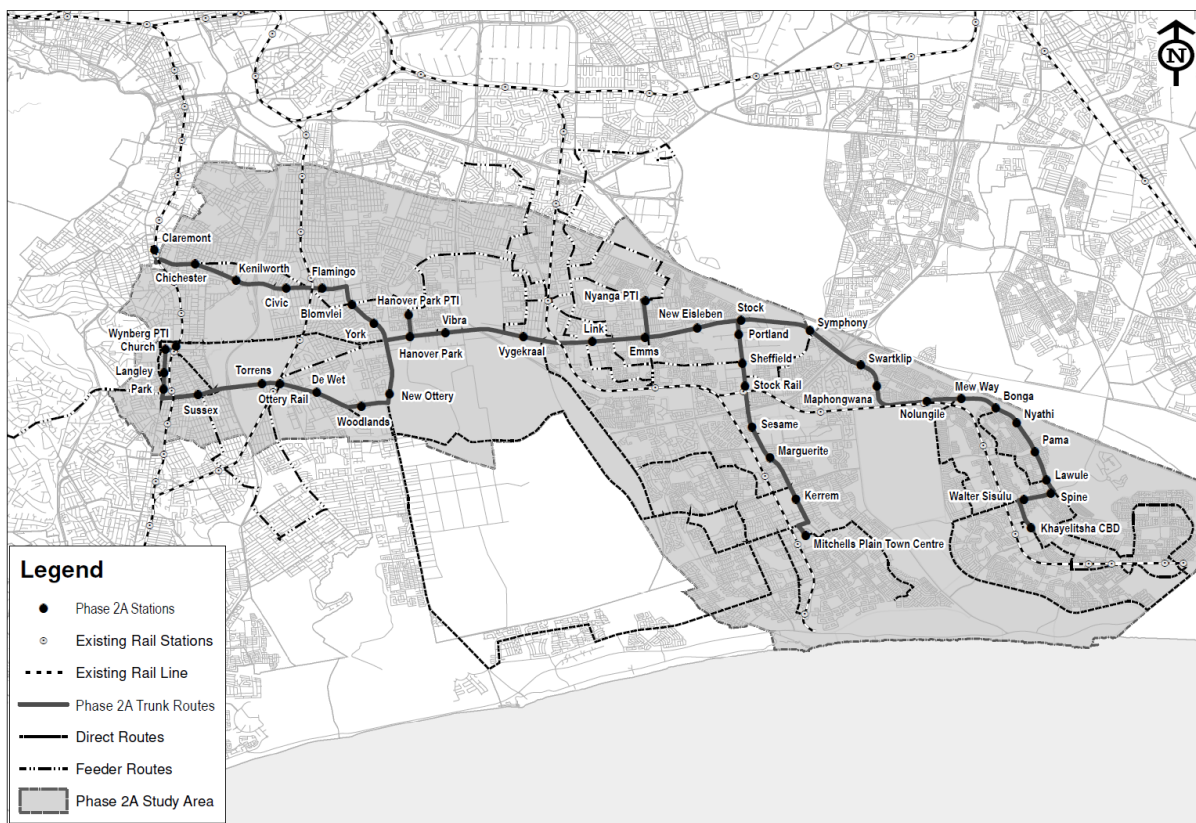 N
Claremont
Chichester
Kenilworth
Civic
Flamingo
Blomvlei
York
Hanover Park PTI
Hanover Park
Vibra
Vygekraal
Link
Nyanga PTI
Emms
New Eisleben
Stock
Portland
Sheffield
Stock Rail
Sesame
Marguerite
Kerrem
Mitchells Plain Town Centre
Symphony
Swartklip
Maphongwana
Nolungile
Mew Way
Bonga
Nyathi
Pama
Lawule
Spine
Walter Sisulu
Khayelitsha CBD
Wynberg PTI
Church
Langley
Park
Sussex
Torrens
Ottery Rail
De Wet
Woodlands
New Ottery
Legend
Phase 2A Stations
Existing Rail Stations
Existing Rail Line
Phase 2A Trunk Routes
Direct Routes
Feeder Routes
Phase 2A Study Area